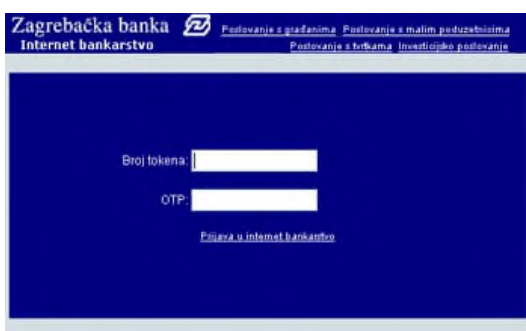 Zagrebačka banka
Internet bankarstvo
Poslovanje s građanima Poslovanje s malim poduzetnicima
Poslovanje s tvrtkama Investicijsko poslovanje
Broj tokena:
OTP:
Prijava u internet bankarstvo